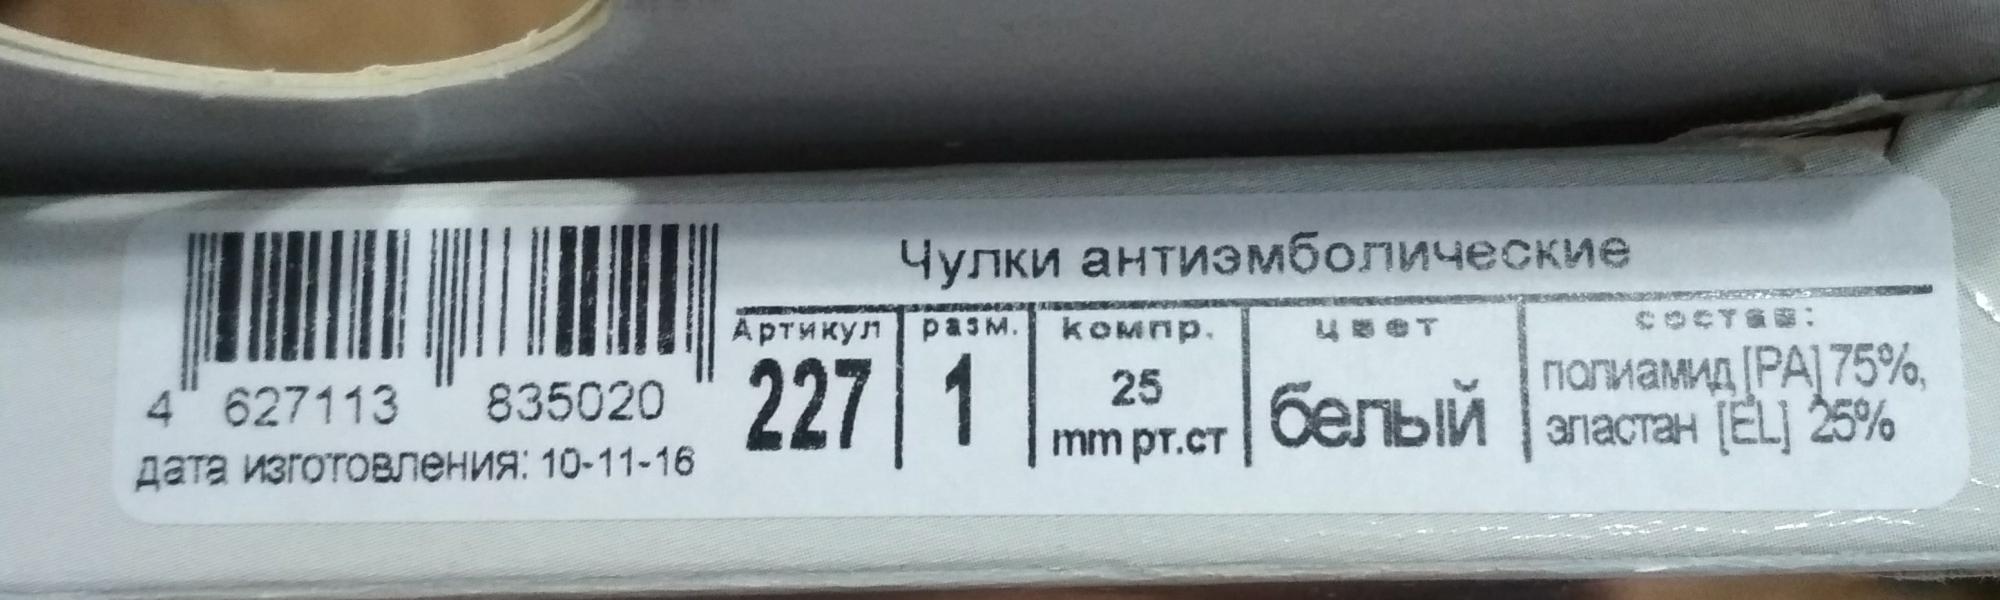 Чулки антиэмболические
Артикул разм. компр. цвет состав:
227 1 25 белый полиамид [PA] 75%,
mm рт.ст эластан [EL] 25%
4 627113 835020
дата изготовления: 10-11-16